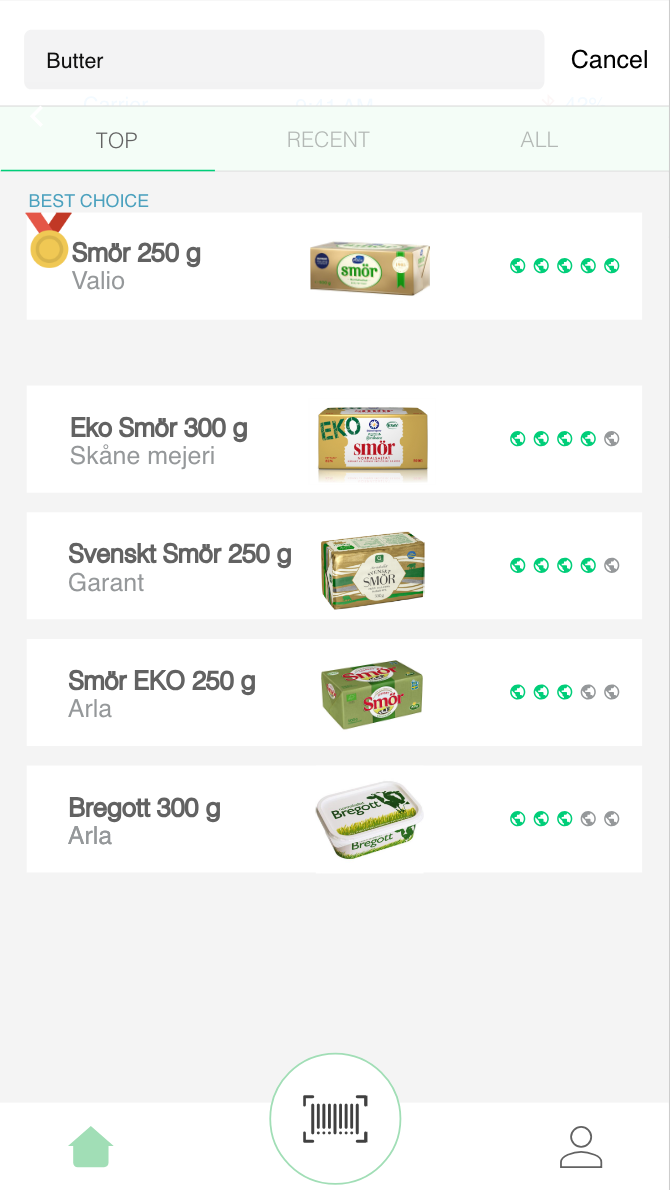 Butter
Cancel
TOP
RECENT
ALL
BEST CHOICE
Smör 250 g
Valio
smör
Eko Smör 300 g
Skåne mejeri
EKO
smör
Svenskt Smör 250 g
Garant
SVENSKT
SMÖR
Smör EKO 250 g
Arla
Smör
Bregott 300 g
Arla
Bregott
Bregott